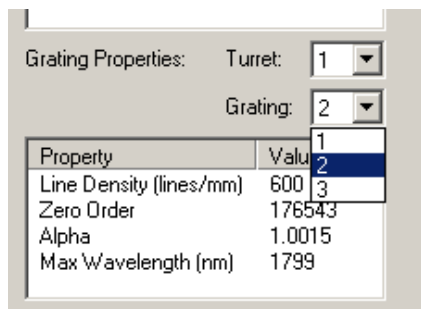 Grating Properties: Turret: 1
Grating: 2
1
2
3
Property Valu
Line Density (lines/mm) 600
Zero Order 176543
Alpha 1.0015
Max Wavelength (nm) 1799